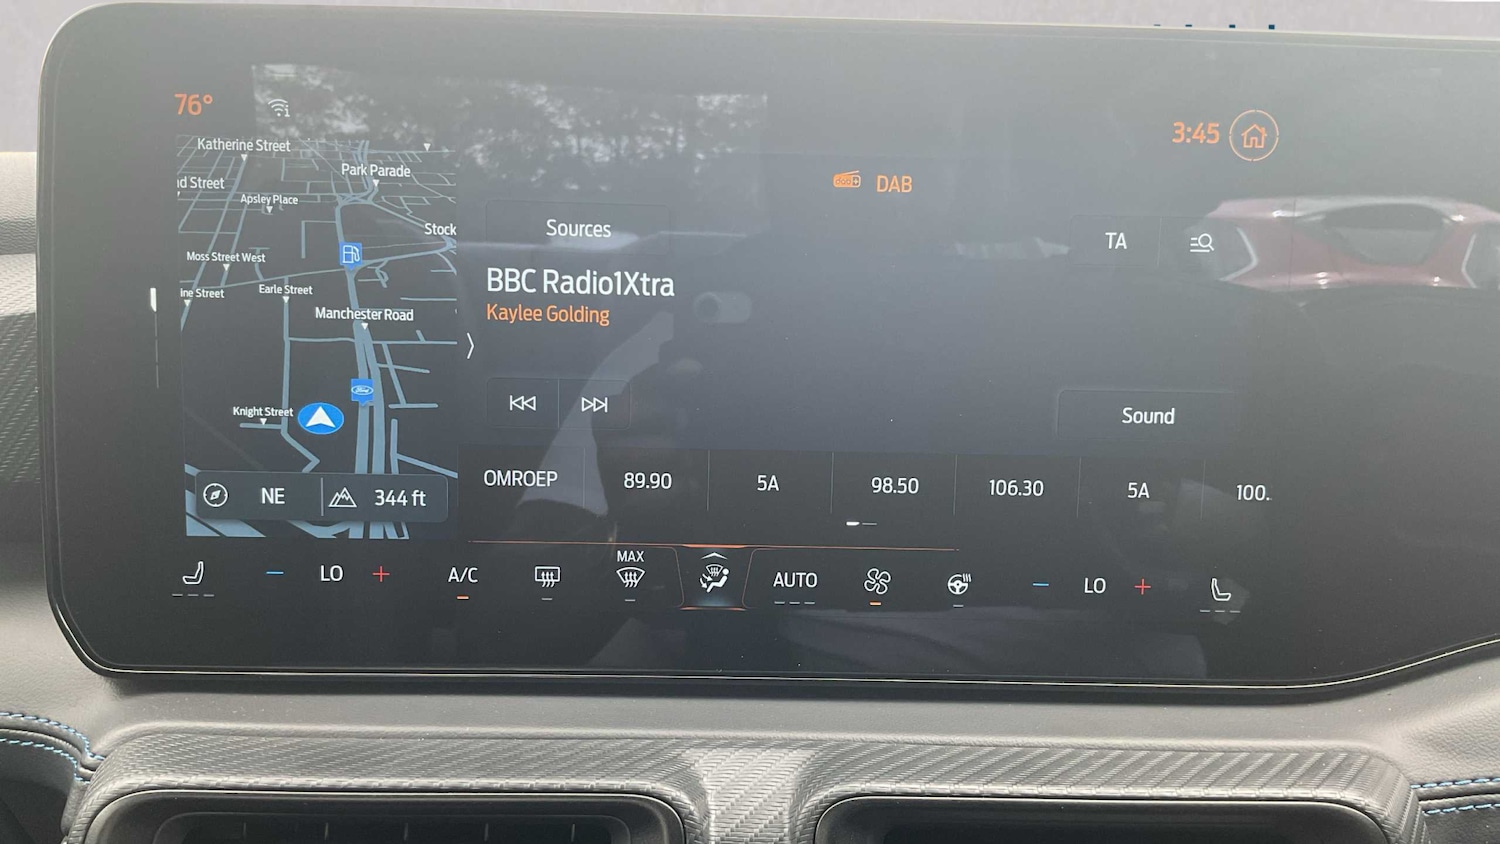 76°
3:45
Katherine Street
Park Parade
nd Street
Apsley Place
Stock
Moss Street West
ine Street
Earle Street
Manchester Road
Ford
Knight Street
NE
344 ft
DAB
Sources
TA
BBC Radio1Xtra
Kaylee Golding
Sound
OMROEP
89.90
5A
98.50
106.30
5A
100.
LO
A/C
MAX
AUTO
LO